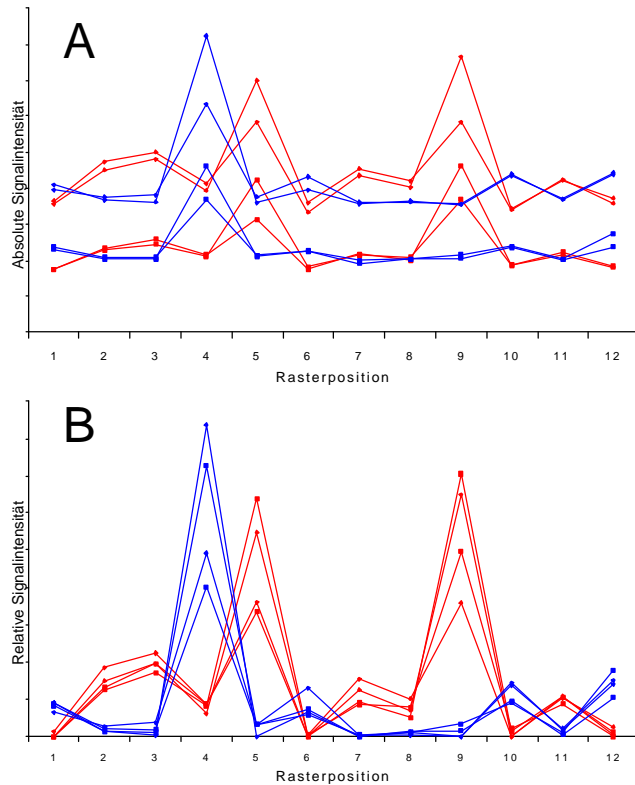 A
Absolute Signalintensität
1 2 3 4 5 6 7 8 9 10 11 12
Rasterposition
B
Relative Signalintensität
1 2 3 4 5 6 7 8 9 10 11 12
Rasterposition